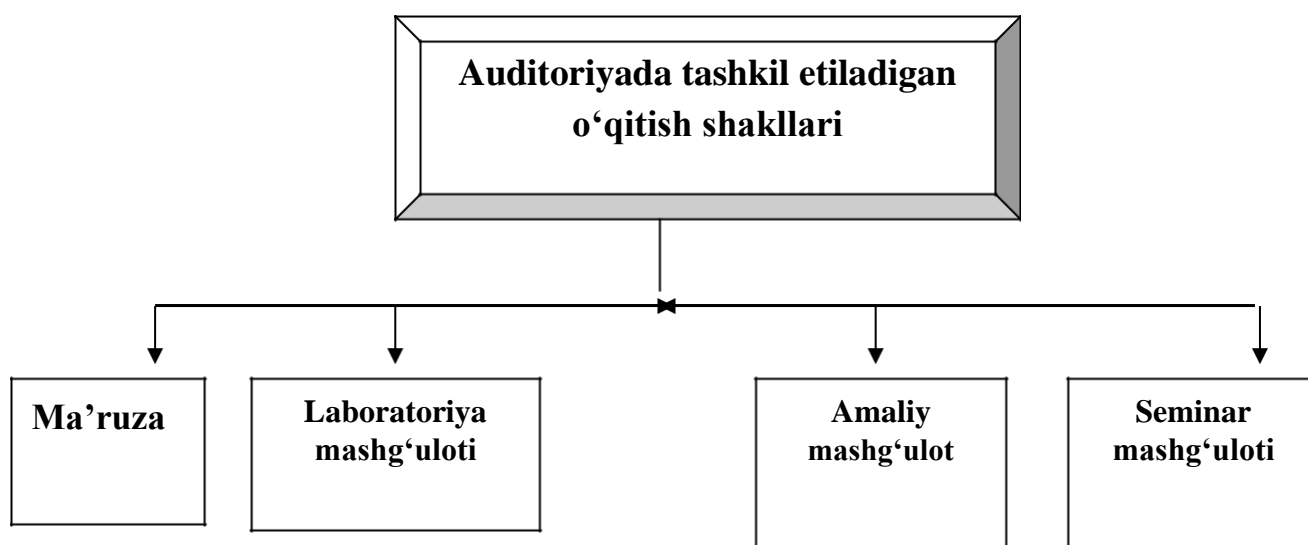 Auditoriyada tashkil etiladigan
o‘qitish shakllari
Ma’ruza
Laboratoriya
mashg‘uloti
Amaliy
mashg‘ulot
Seminar
mashg‘uloti